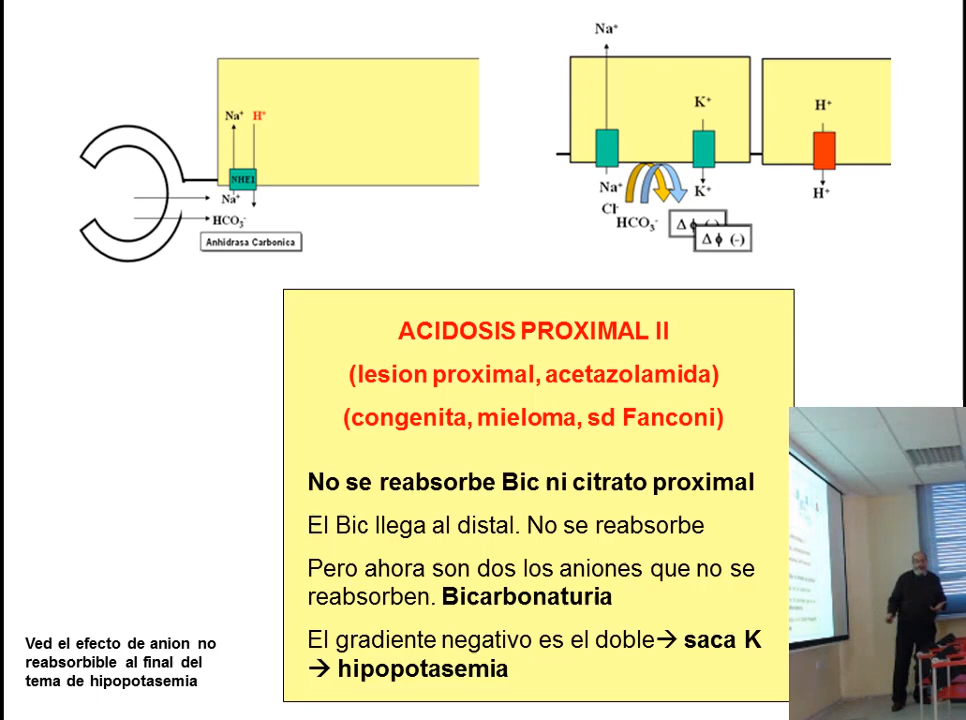 Na⁺ H⁺
NHE1
Na⁺
HCO₃⁻
Anhidrasa Carbonica
Na⁺
K⁺
H⁺
Na⁺
K⁺
H⁺
Cl⁻
HCO₃⁻
Δ ϕ (-)
Δ ϕ (-)
ACIDOSIS PROXIMAL II
(lesion proximal, acetazolamida)
(congenita, mieloma, sd Fanconi)
No se reabsorbe Bic ni citrato proximal
El Bic llega al distal. No se reabsorbe
Pero ahora son dos los aniones que no se
reabsorben. Bicarbonaturia
El gradiente negativo es el doble→ saca K
→ hipopotasemia
Ved el efecto de anion no
reabsorbible al final del
tema de hipopotasemia